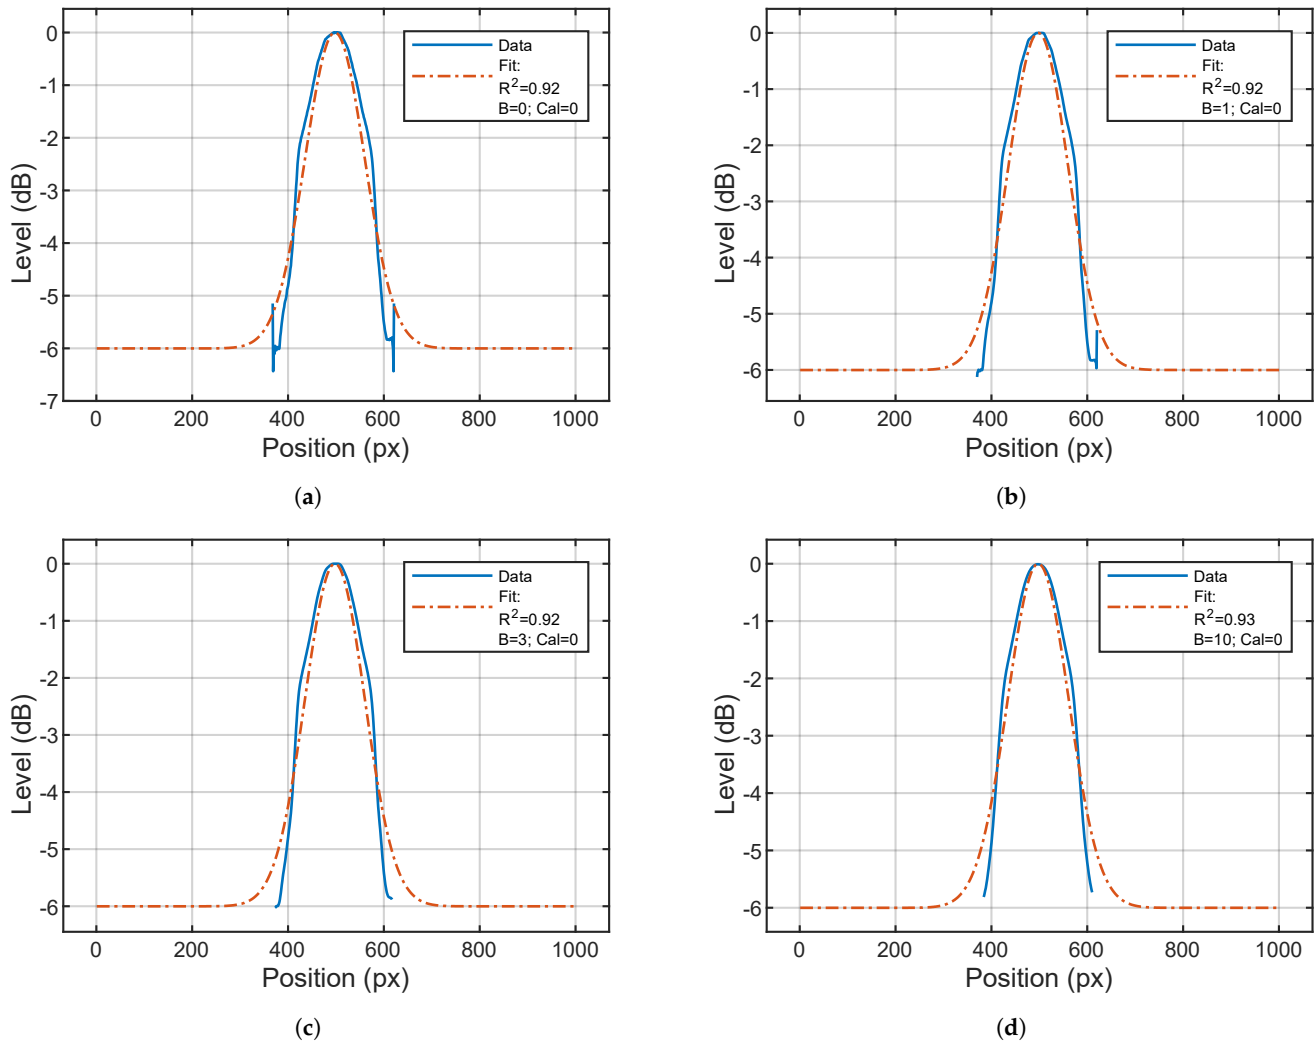 0
-1
-2
-3
-4
-5
-6
-7
Level (dB)
Data
Fit:
R²=0.92
B=0; Cal=0
0 200 400 600 800 1000
Position (px)
(a)
0
-1
-2
-3
-4
-5
-6
Level (dB)
Data
Fit:
R²=0.92
B=1; Cal=0
0 200 400 600 800 1000
Position (px)
(b)
0
-1
-2
-3
-4
-5
-6
Level (dB)
Data
Fit:
R²=0.92
B=3; Cal=0
0 200 400 600 800 1000
Position (px)
(c)
0
-1
-2
-3
-4
-5
-6
Level (dB)
Data
Fit:
R²=0.93
B=10; Cal=0
0 200 400 600 800 1000
Position (px)
(d)